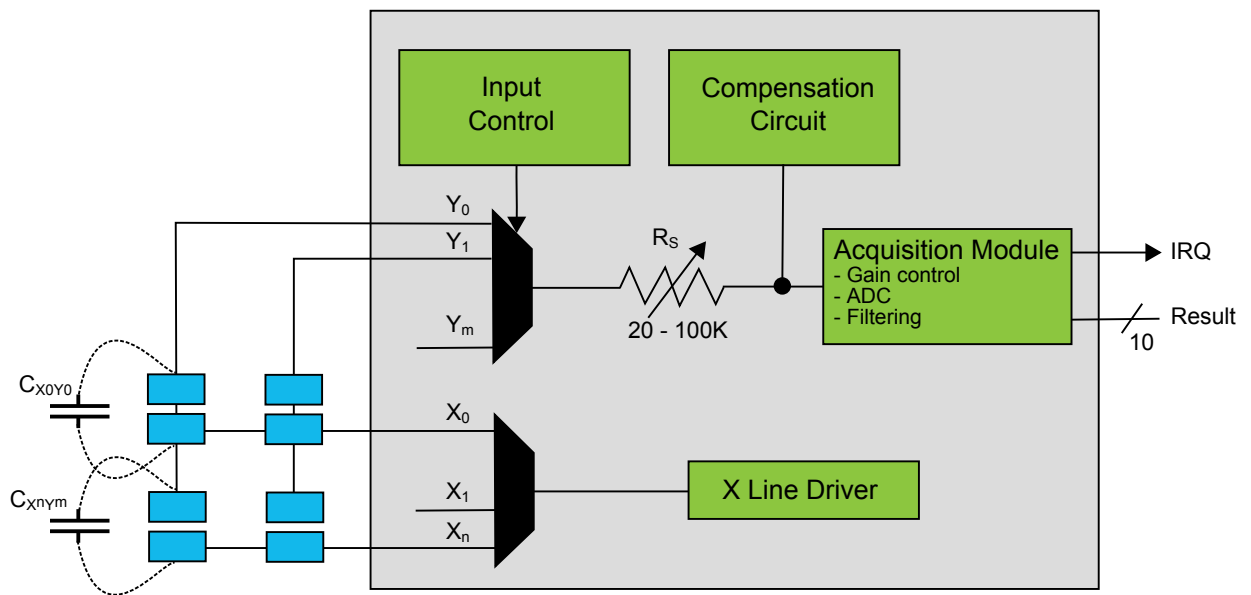 Input
Control
Compensation
Circuit
Y0
Y1
RS
Acquisition Module
- Gain control
- ADC
- Filtering
IRQ
Result
10
Ym
20 - 100K
CX0Y0
X0
X Line Driver
CXnYm
X1
Xn